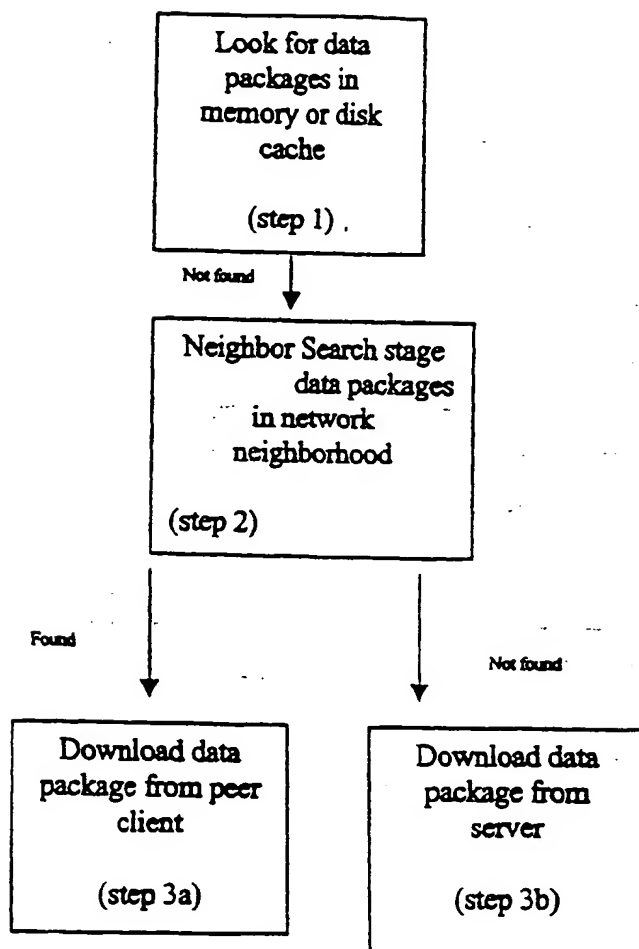 Look for data
packages in
memory or disk
cache
(step 1)
Not found
Neighbor Search stage
data packages
in network
neighborhood
(step 2)
Found
Not found
Download data
package from peer
client
(step 3a)
Download data
package from
server
(step 3b)